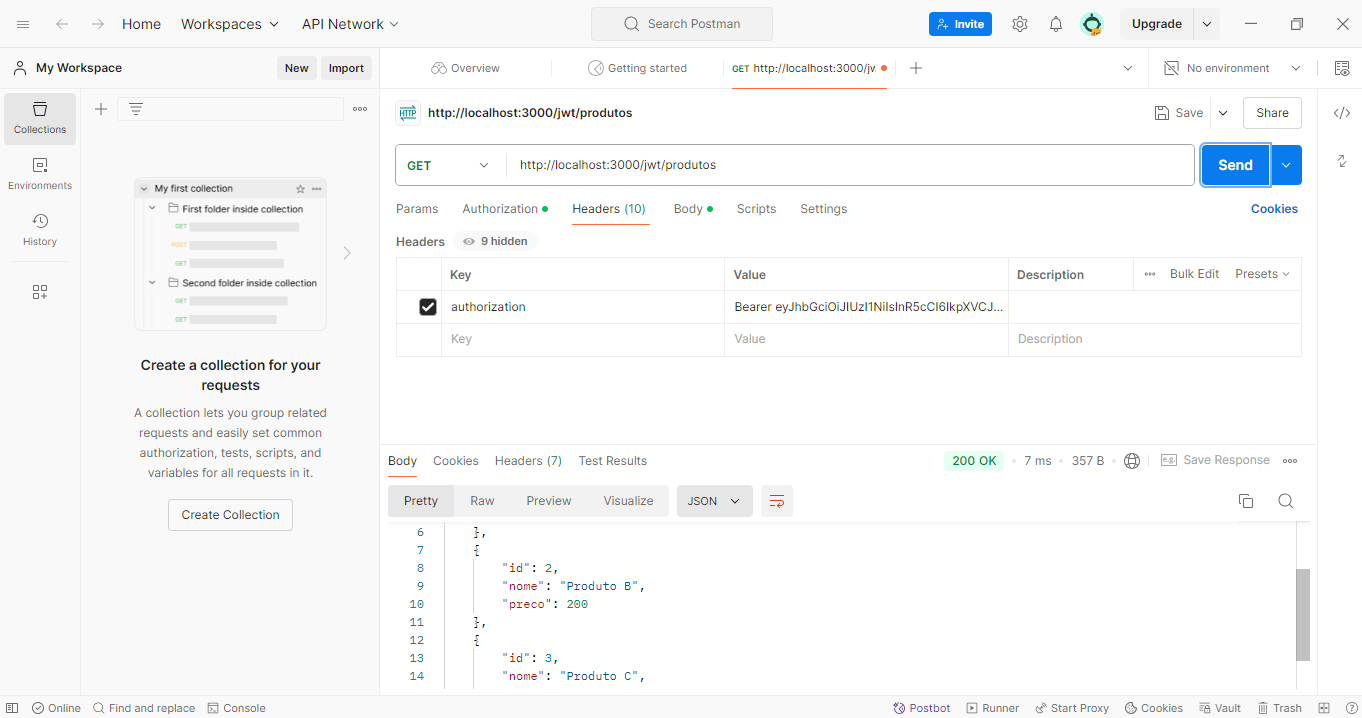 Home Workspaces API Network Search Postman Invite Upgrade
My Workspace New Import Overview Getting started GET http://localhost:3000/jw No environment
Collections
Environments
History
My first collection
First folder inside collection
GET
POST
GET
Second folder inside collection
GET
GET
Create a collection for your
requests
A collection lets you group related
requests and easily set common
authorization, tests, scripts, and
variables for all requests in it.
Create Collection
HTTP http://localhost:3000/jwt/produtos Save Share
GET http://localhost:3000/jwt/produtos Send
Params Authorization Headers (10) Body Scripts Settings Cookies
Headers 9 hidden
Key Value Description Bulk Edit Presets
authorization Bearer eyJhbGciOiJIUzI1NiIsInR5cCI6IkpXVCJ...
Key Value Description
Body Cookies Headers (7) Test Results 200 OK 7 ms 357 B e.g. Save Response
Pretty Raw Preview Visualize JSON
6 },
7 {
8 "id": 2,
9 "nome": "Produto B",
10 "preco": 200
11 },
12 {
13 "id": 3,
14 "nome": "Produto C",
Online Find and replace Console Postbot Runner Start Proxy Cookies Vault Trash